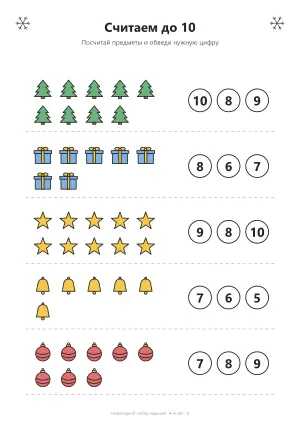 Считаем до 10
Посчитай предметы и обведи нужную цифру
10 8 9
8 6 7
9 8 10
7 6 5
7 8 9